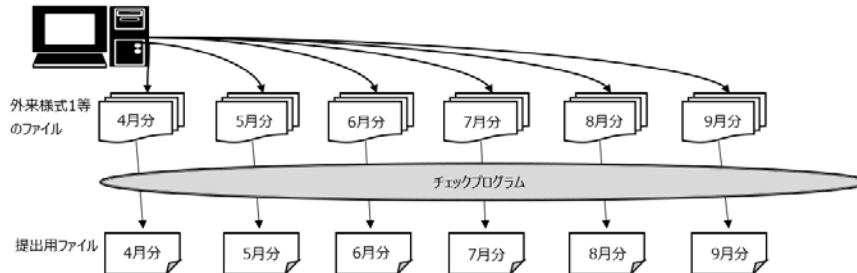 外来様式1等
のファイル
4月分
5月分
6月分
7月分
8月分
9月分
チェックプログラム
提出用ファイル
4月分
5月分
6月分
7月分
8月分
9月分